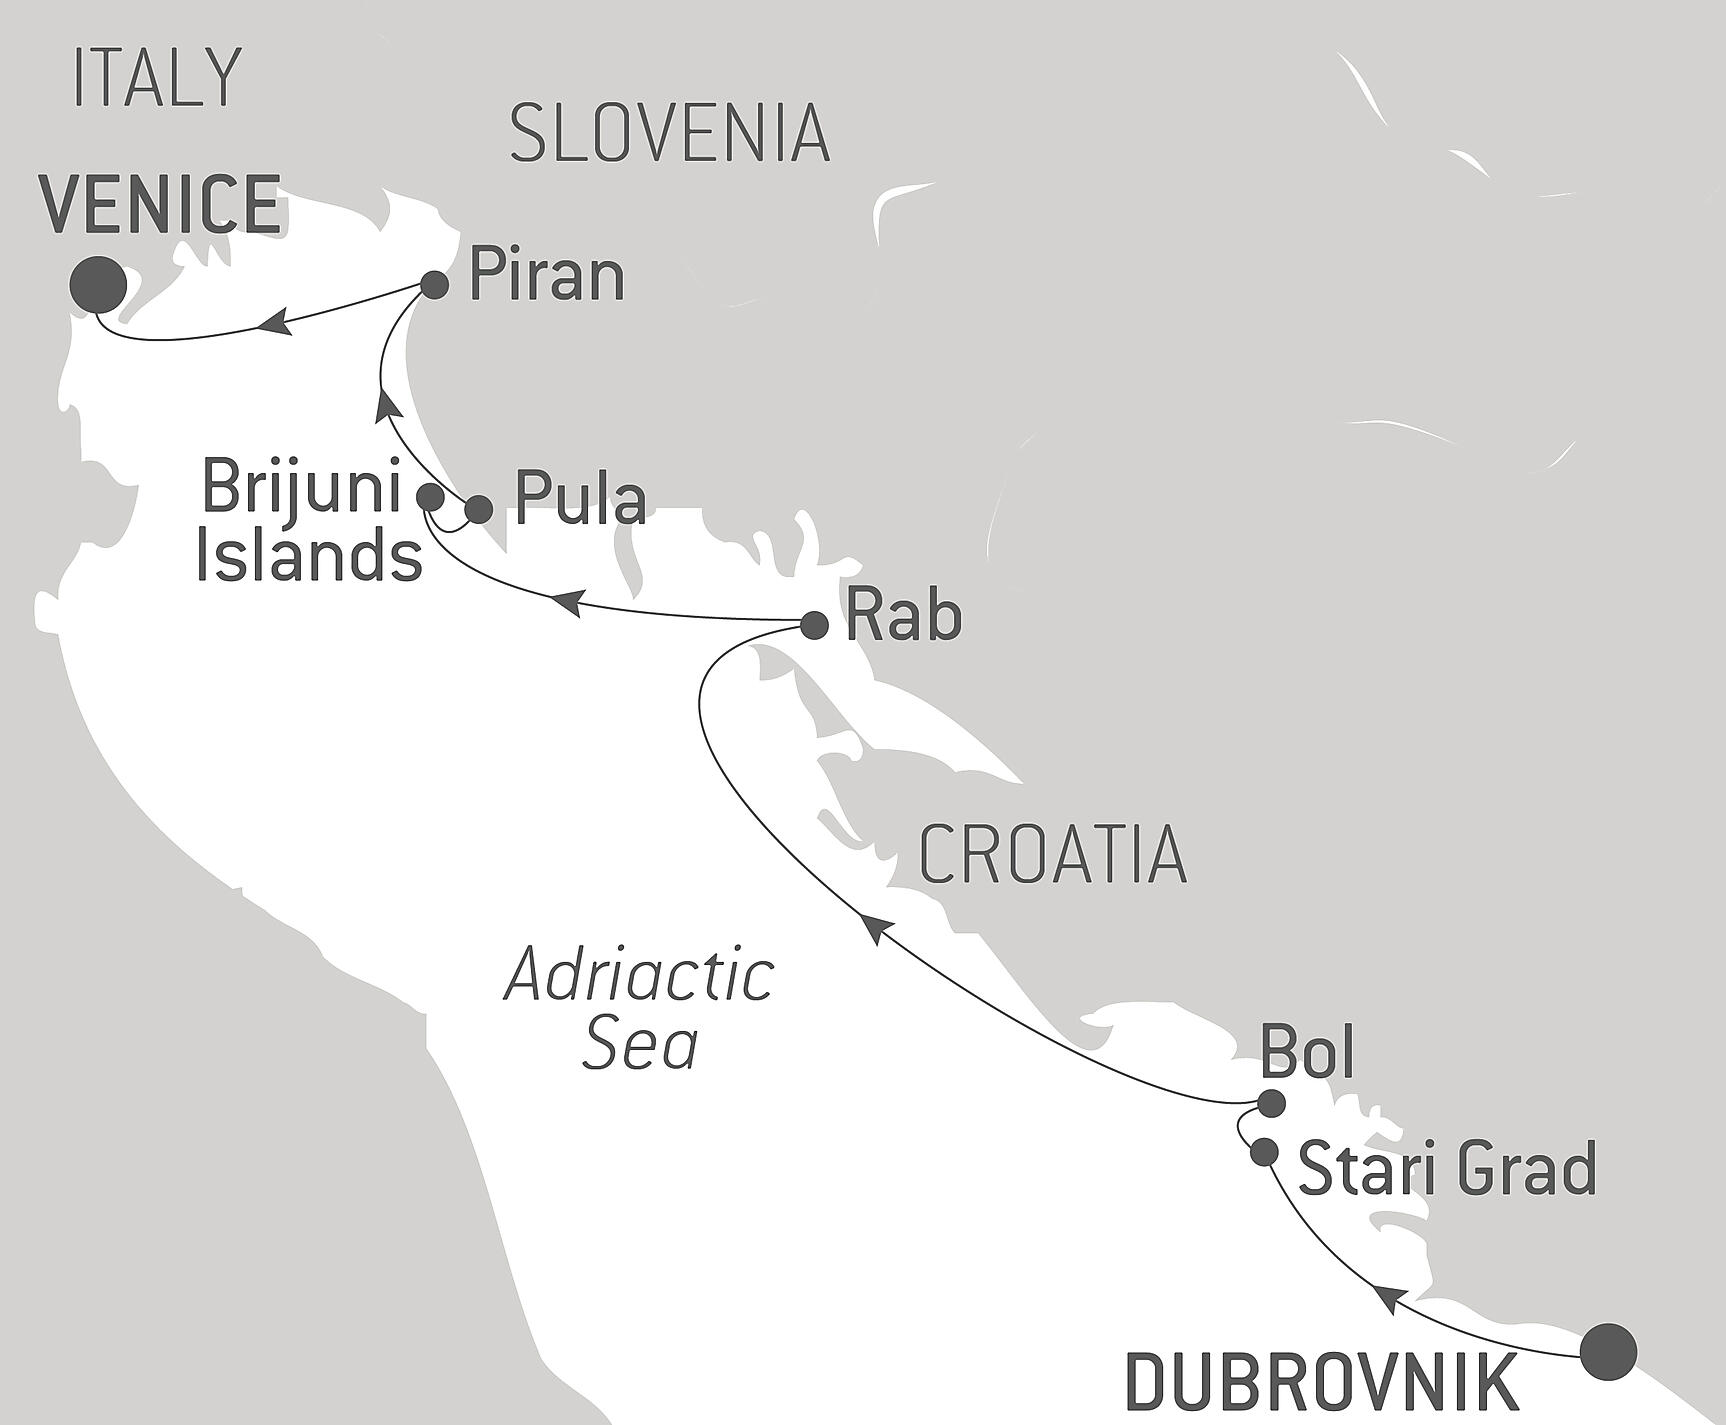 ITALY
SLOVENIA
VENICE
Piran
Brijuni
Islands
Pula
Rab
CROATIA
Adriactic
Sea
Bol
Stari Grad
DUBROVNIK